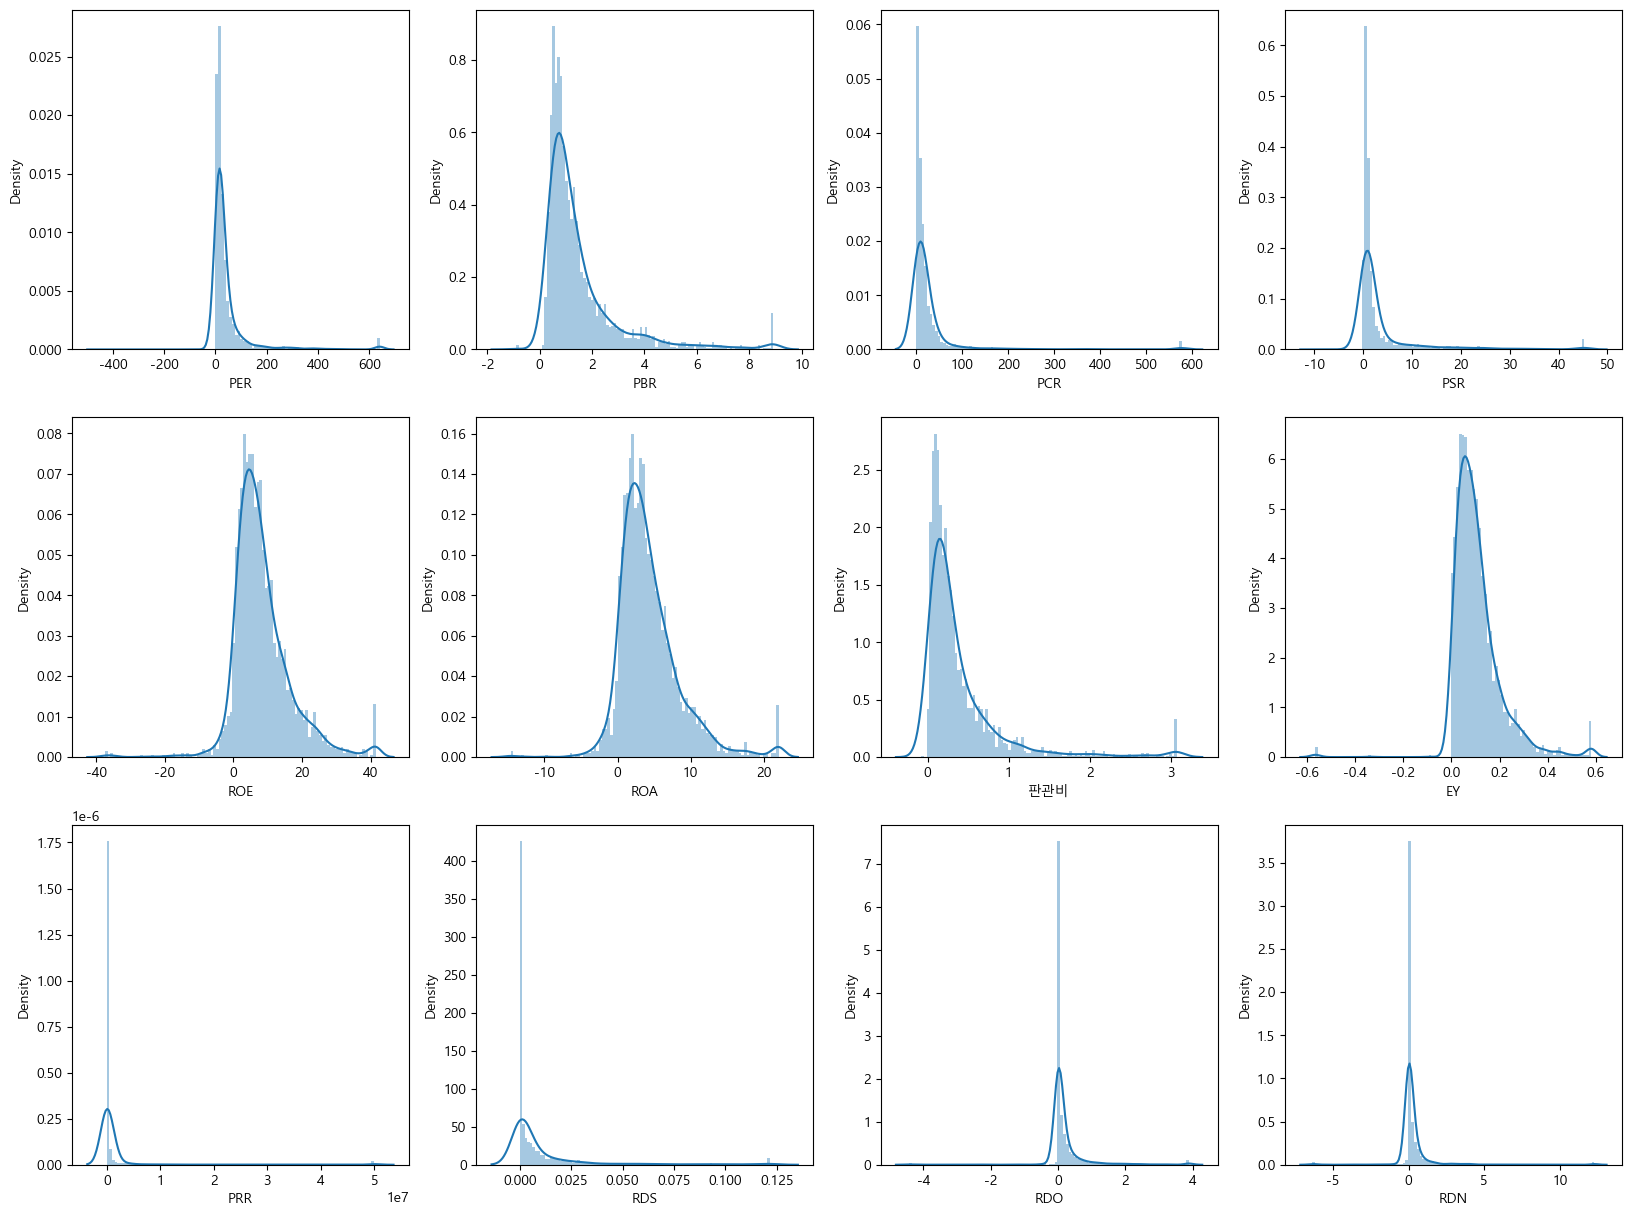 0.025
0.020
0.015
0.010
0.005
0.000
Density
-400 -200 0 200 400 600
PER
0.8
0.6
0.4
0.2
0.0
Density
-2 0 2 4 6 8 10
PBR
0.06
0.05
0.04
0.03
0.02
0.01
0.00
Density
0 100 200 300 400 500 600
PCR
0.6
0.5
0.4
0.3
0.2
0.1
0.0
Density
-10 0 10 20 30 40 50
PSR
0.08
0.07
0.06
0.05
0.04
0.03
0.02
0.01
0.00
Density
-40 -20 0 20 40
ROE
0.16
0.14
0.12
0.10
0.08
0.06
0.04
0.02
0.00
Density
-10 0 10 20
ROA
2.5
2.0
1.5
1.0
0.5
0.0
Density
0 1 2 3
판관비
6
5
4
3
2
1
0
Density
-0.6 -0.4 -0.2 0.0 0.2 0.4 0.6
EY
1e-6
1.75
1.50
1.25
1.00
0.75
0.50
0.25
0.00
Density
0 1 2 3 4 5
PRR
1e7
400
350
300
250
200
150
100
50
0
Density
0.000 0.025 0.050 0.075 0.100 0.125
RDS
7
6
5
4
3
2
1
0
Density
-4 -2 0 2 4
RDO
3.5
3.0
2.5
2.0
1.5
1.0
0.5
0.0
Density
-5 0 5 10
RDN